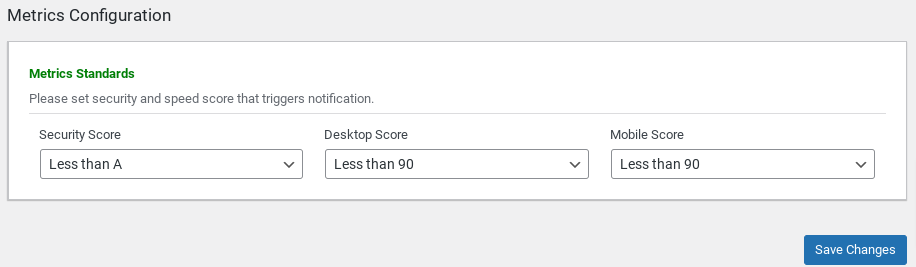 Metrics Configuration
Metrics Standards
Please set security and speed score that triggers notification.
Security Score
Desktop Score
Mobile Score
Less than A
Less than 90
Less than 90
Save Changes